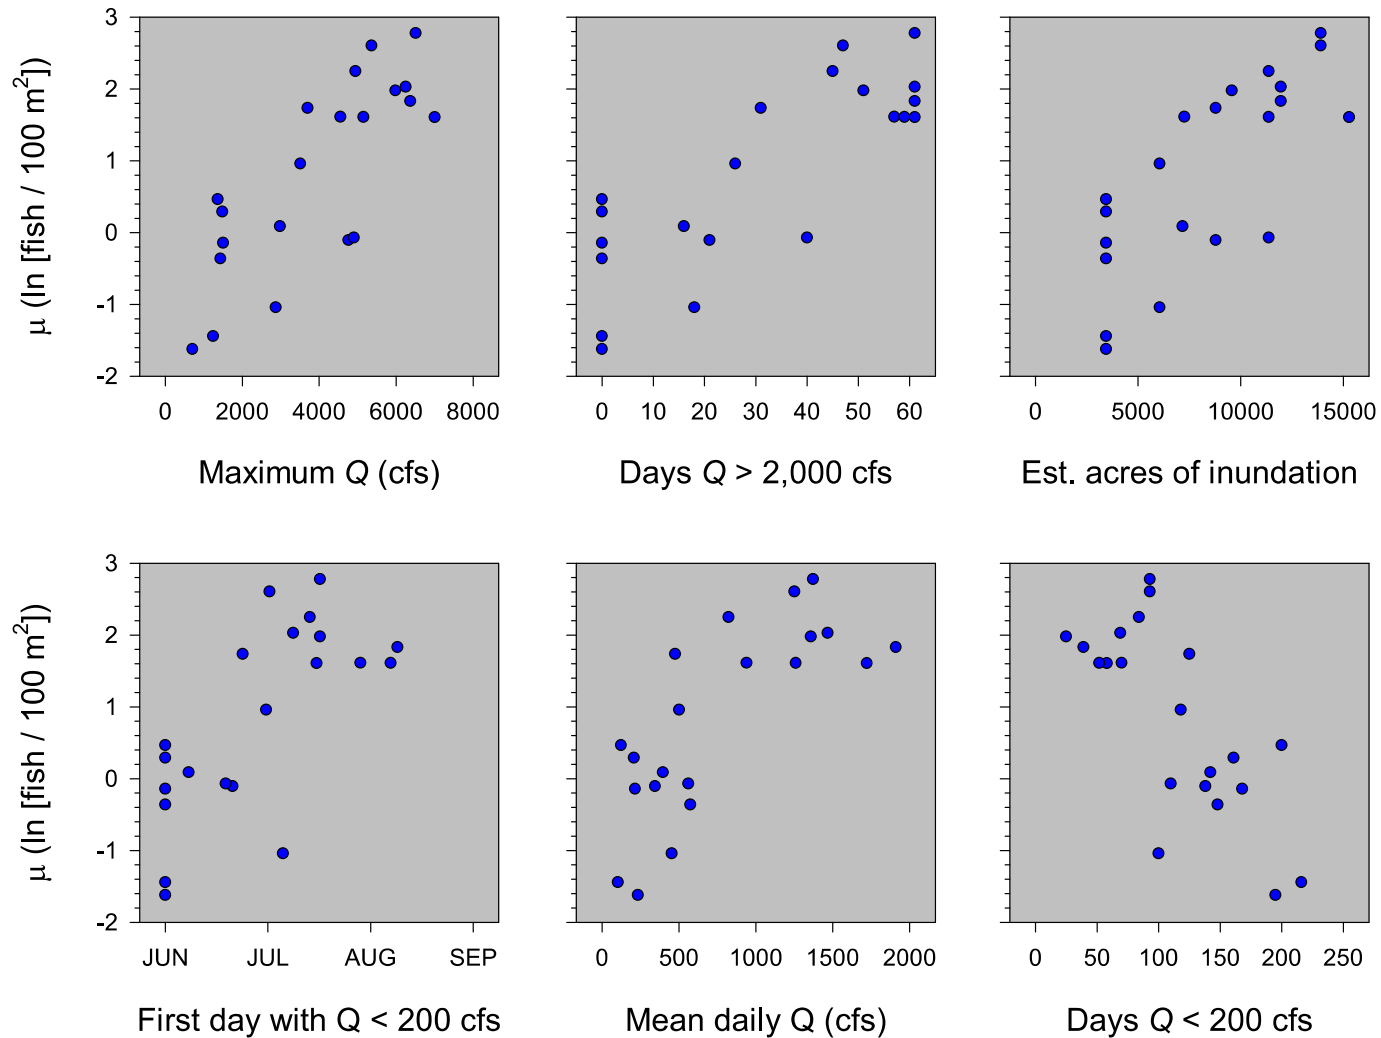 3
2
1
0
-1
-2
μ (ln [fish / 100 m²])
0 2000 4000 6000 8000
0 10 20 30 40 50 60
0 5000 10000 15000
Maximum Q (cfs)
Days Q > 2,000 cfs
Est. acres of inundation
3
2
1
0
-1
-2
μ (ln [fish / 100 m²])
JUN JUL AUG SEP
0 500 1000 1500 2000
0 50 100 150 200 250
First day with Q < 200 cfs
Mean daily Q (cfs)
Days Q < 200 cfs